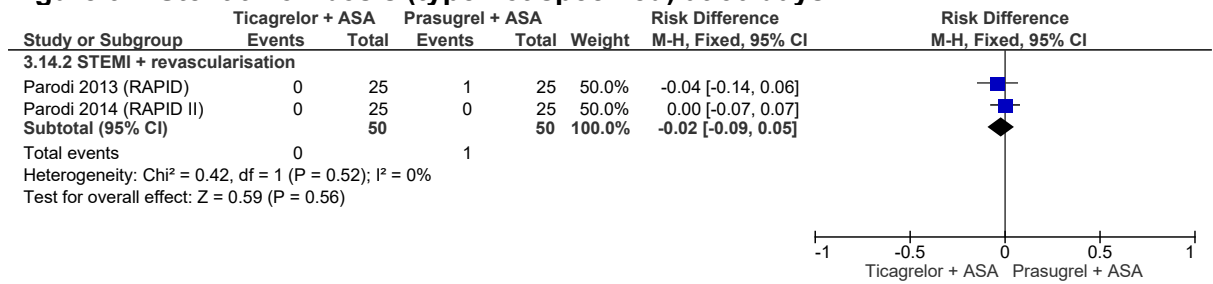 Ticagrelor + ASA Prasugrel + ASA Risk Difference Risk Difference
Study or Subgroup Events Total Events Total Weight M-H, Fixed, 95% CI M-H, Fixed, 95% CI
3.14.2 STEMI + revascularisation
Parodi 2013 (RAPID) 0 25 1 25 50.0% -0.04 [-0.14, 0.06]
Parodi 2014 (RAPID II) 0 25 0 25 50.0% 0.00 [-0.07, 0.07]
Subtotal (95% CI) 50 50 100.0% -0.02 [-0.09, 0.05]
Total events 0 1
Heterogeneity: Chi² = 0.42, df = 1 (P = 0.52); I² = 0%
Test for overall effect: Z = 0.59 (P = 0.56)
-1 -0.5 0 0.5 1
Ticagrelor + ASA Prasugrel + ASA